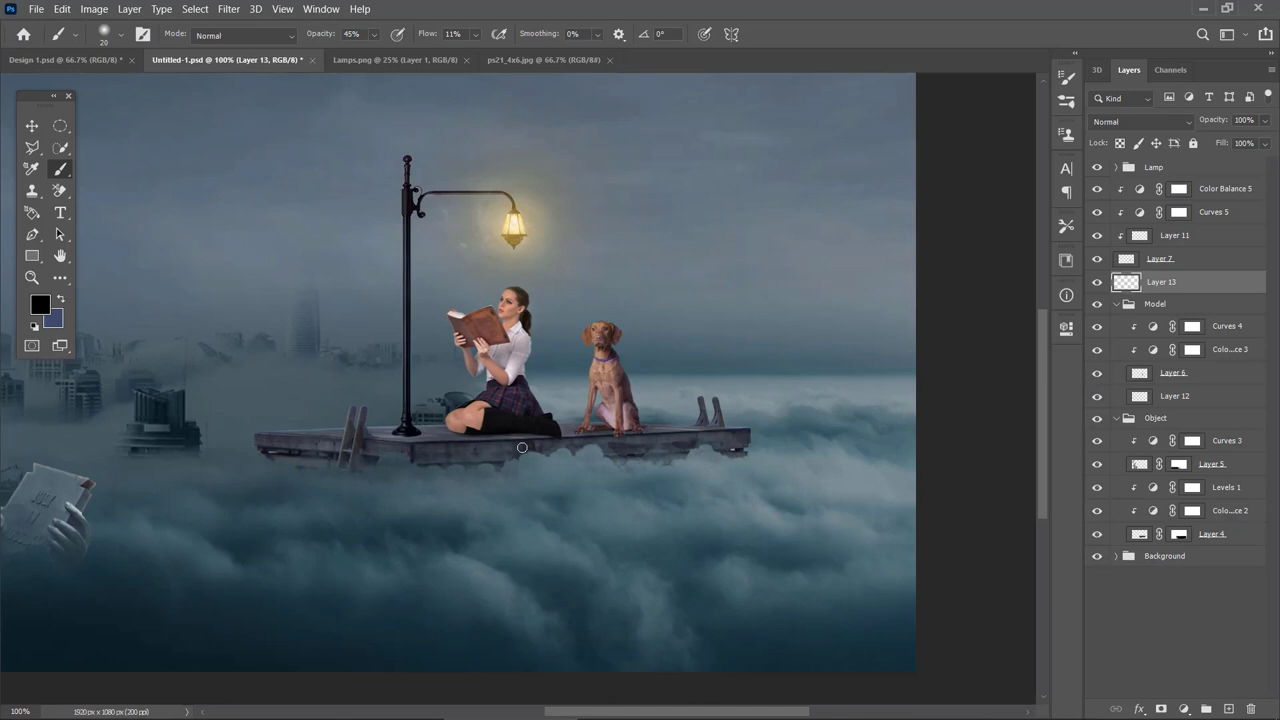 Ps File Edit Image Layer Type Select Filter 3D View Window Help
20 Mode: Normal Opacity: 45% Flow: 11% Smoothing: 0% 0°
Design 1.psd @ 66.7% (RGB/8) * Untitled-1.psd @ 100% (Layer 13, RGB/8) * Lamps.png @ 25% (Layer 1, RGB/8) ps21_4x6.jpg @ 66.7% (RGB/8#)
3D Layers Channels
Kind
Normal Opacity: 100%
Lock: Fill: 100%
Lamp
Color Balance 5
Curves 5
Layer 11
Layer 7
Layer 13
Model
Curves 4
Colo...ce 3
Layer 6
Layer 12
Object
Curves 3
Layer 5
Levels 1
Colo...ce 2
Layer 4
Background
100% 1920 px x 1080 px (200 ppi)